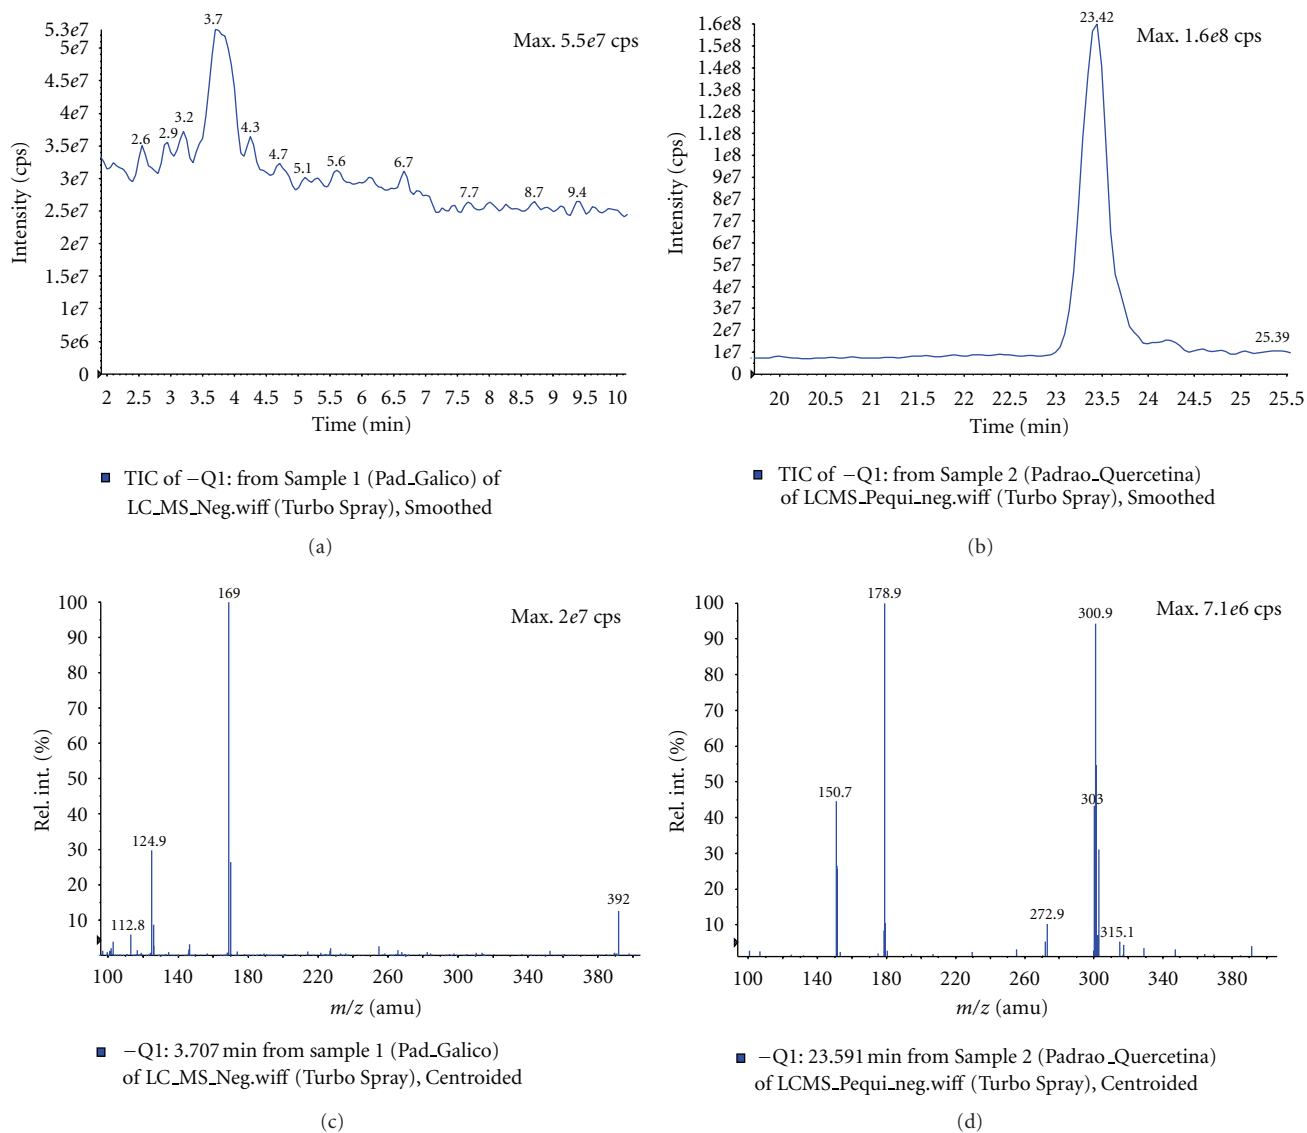 5.3e7
5e7
4.5e7
4e7
3.5e7
3e7
2.5e7
2e7
1.5e7
1e7
5e6
0
Intensity (cps)
3.7
Max. 5.5e7 cps
2.6
2.9
3.2
4.3
4.7
5.1
5.6
6.7
7.7
8.7
9.4
2 2.5 3 3.5 4 4.5 5 5.5 6 6.5 7 7.5 8 8.5 9 9.5 10
Time (min)
TIC of −Q1: from Sample 1 (Pad_Galico) of
LC_MS_Neg.wiff (Turbo Spray), Smoothed
(a)
1.6e8
1.5e8
1.4e8
1.3e8
1.2e8
1.1e8
1e8
9e7
8e7
7e7
6e7
5e7
4e7
3e7
2e7
1e7
0
Intensity (cps)
23.42
Max. 1.6e8 cps
25.39
20 20.5 21 21.5 22 22.5 23 23.5 24 24.5 25 25.5
Time (min)
TIC of −Q1: from Sample 2 (Padrao_Quercetina)
of LCMS_Pequi_neg.wiff (Turbo Spray), Smoothed
(b)
100
90
80
70
60
50
40
30
20
10
Rel. int. (%)
169
Max. 2e7 cps
124.9
112.8
392
100 140 180 220 260 300 340 380
m/z (amu)
−Q1: 3.707 min from sample 1 (Pad_Galico)
of LC_MS_Neg.wiff (Turbo Spray), Centroided
(c)
100
90
80
70
60
50
40
30
20
10
Rel. int. (%)
178.9
Max. 7.1e6 cps
300.9
150.7
303
272.9
315.1
100 140 180 220 260 300 340 380
m/z (amu)
−Q1: 23.591 min from Sample 2 (Padrao_Quercetina)
of LCMS_Pequi_neg.wiff (Turbo Spray), Centroided
(d)